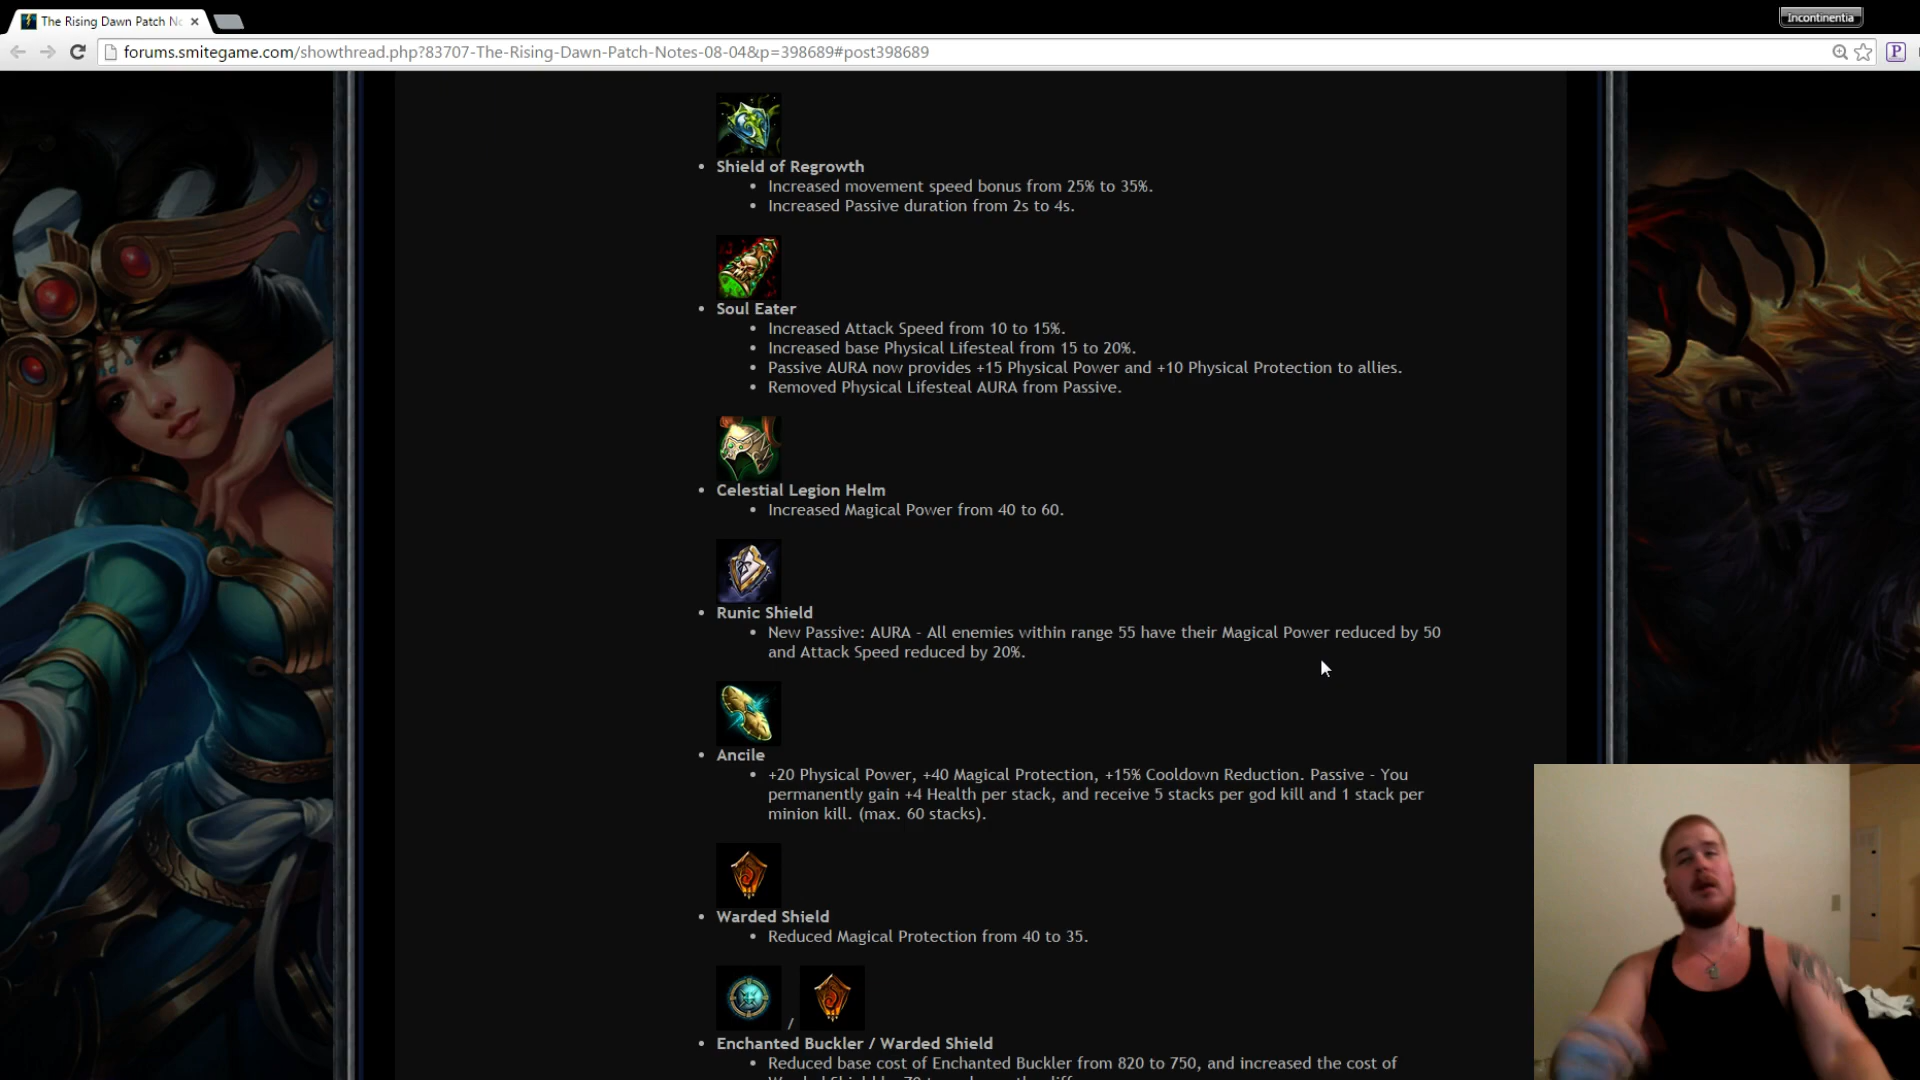 The Rising Dawn Patch No
Incontinentia
forums.smitegame.com/showthread.php?83707-The-Rising-Dawn-Patch-Notes-08-04&p=398689#post398689
Shield of Regrowth
Increased movement speed bonus from 25% to 35%.
Increased Passive duration from 2s to 4s.
Soul Eater
Increased Attack Speed from 10 to 15%.
Increased base Physical Lifesteal from 15 to 20%.
Passive AURA now provides +15 Physical Power and +10 Physical Protection to allies.
Removed Physical Lifesteal AURA from Passive.
Celestial Legion Helm
Increased Magical Power from 40 to 60.
Runic Shield
New Passive: AURA - All enemies within range 55 have their Magical Power reduced by 50
and Attack Speed reduced by 20%.
Ancile
+20 Physical Power, +40 Magical Protection, +15% Cooldown Reduction. Passive - You
permanently gain +4 Health per stack, and receive 5 stacks per god kill and 1 stack per
minion kill. (max. 60 stacks).
Warded Shield
Reduced Magical Protection from 40 to 35.
/
Enchanted Buckler / Warded Shield
Reduced base cost of Enchanted Buckler from 820 to 750, and increased the cost of